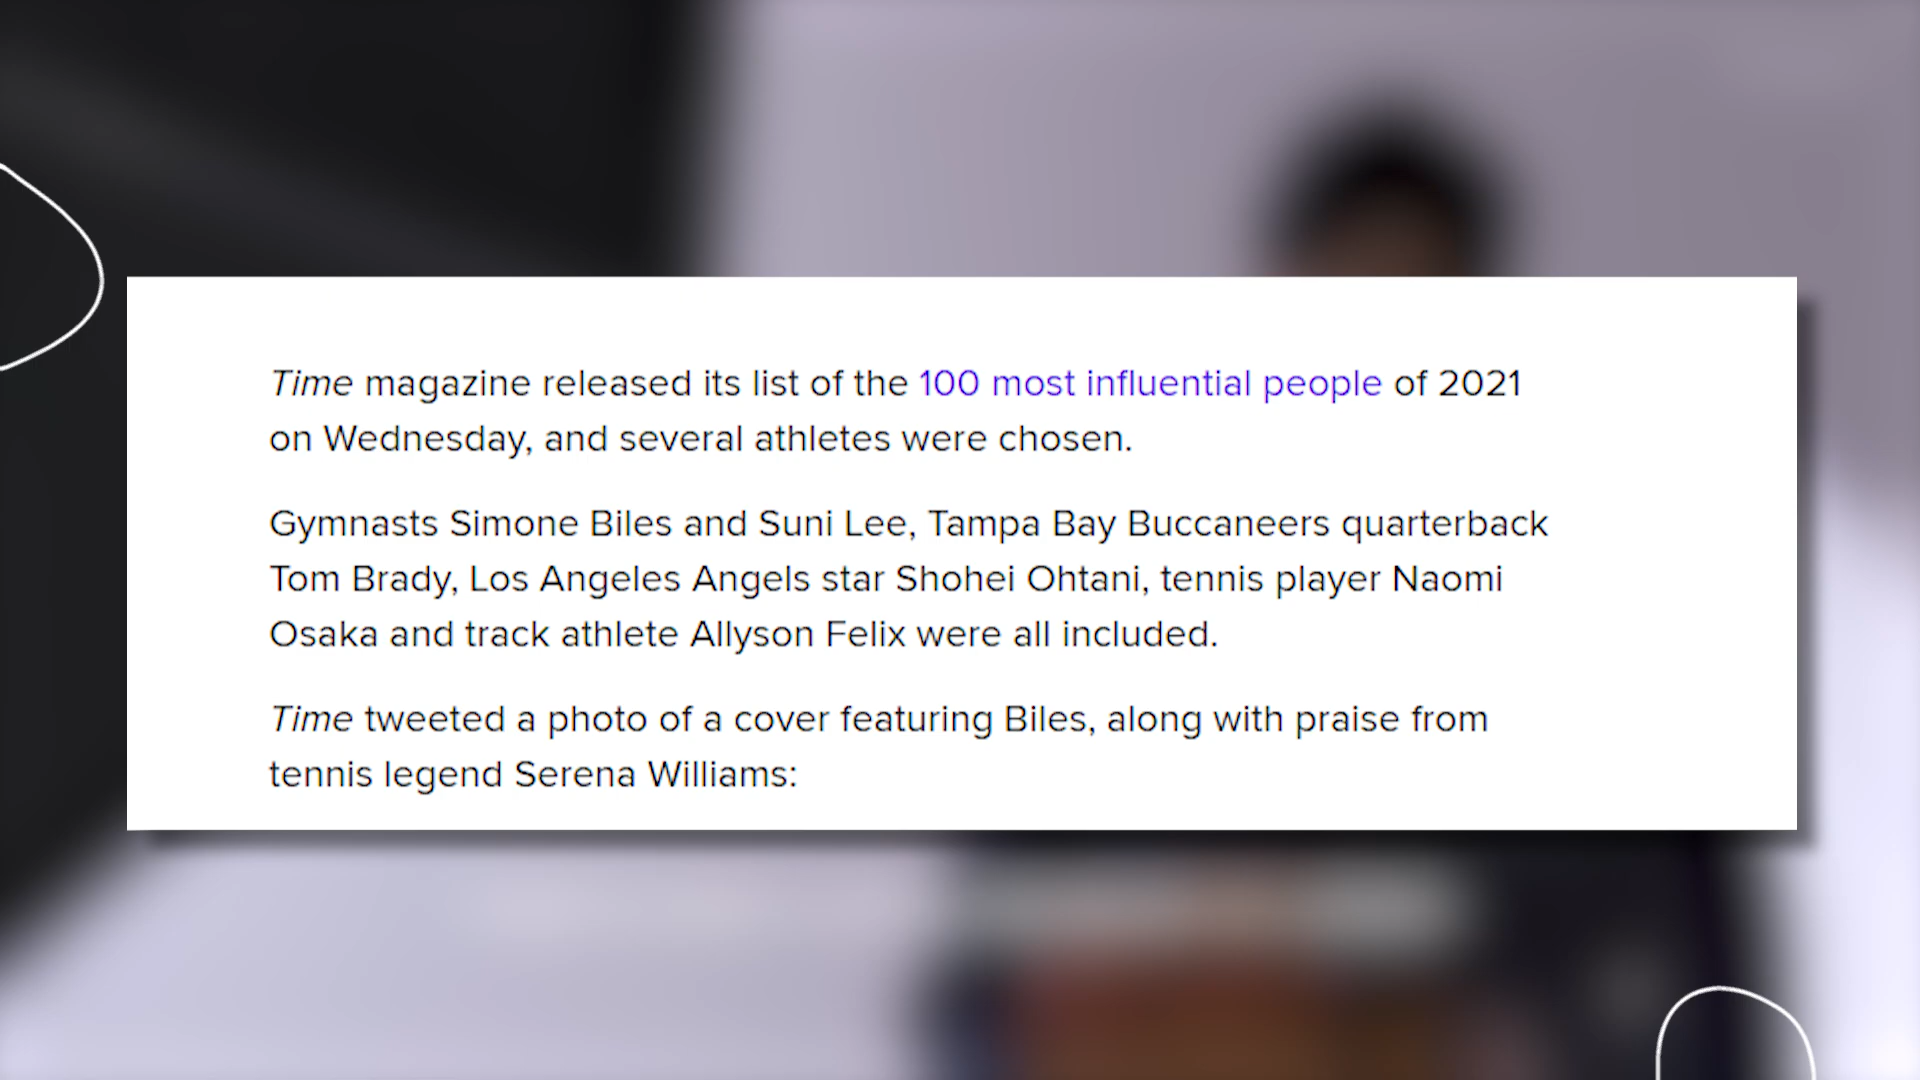 Time magazine released its list of the 100 most influential people of 2021
on Wednesday, and several athletes were chosen.
Gymnasts Simone Biles and Suni Lee, Tampa Bay Buccaneers quarterback
Tom Brady, Los Angeles Angels star Shohei Ohtani, tennis player Naomi
Osaka and track athlete Allyson Felix were all included.
Time tweeted a photo of a cover featuring Biles, along with praise from
tennis legend Serena Williams: